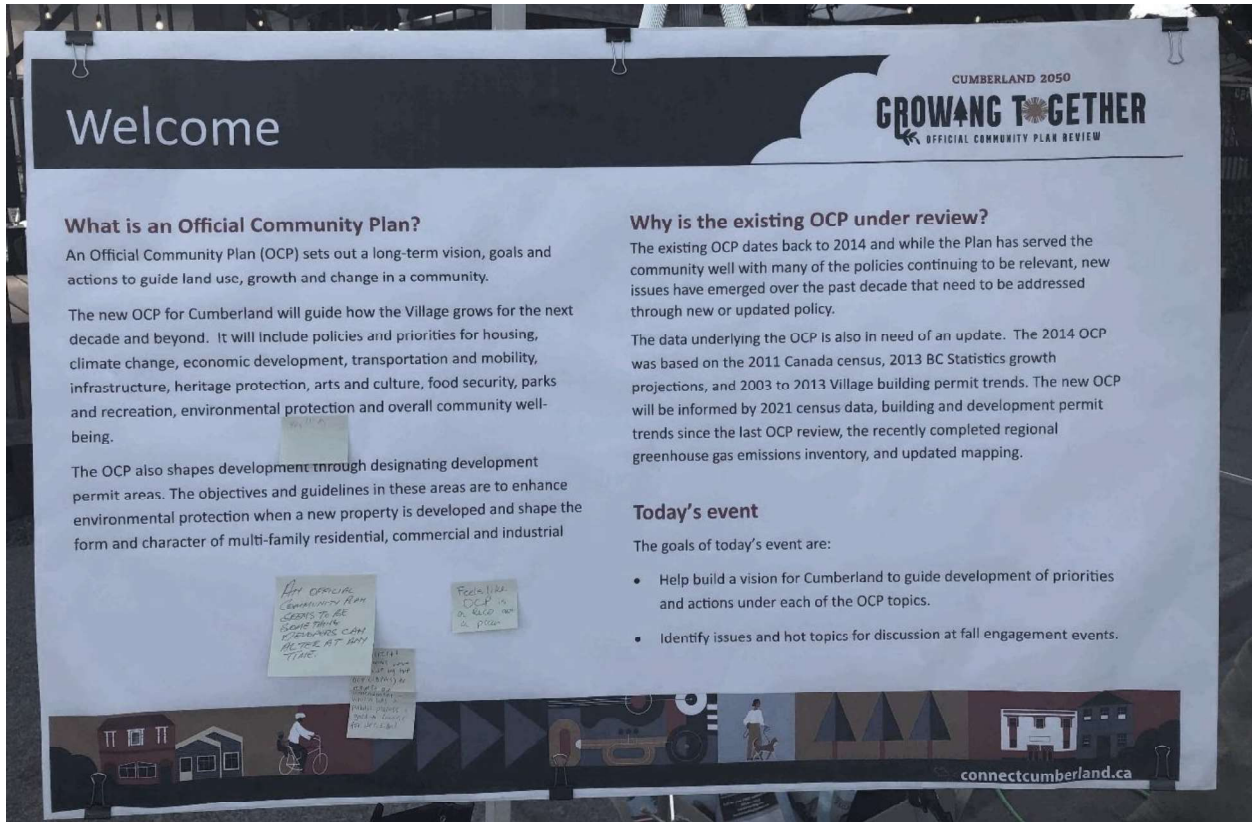 Welcome
CUMBERLAND 2050
GROWING TOGETHER
OFFICIAL COMMUNITY PLAN REVIEW
What is an Official Community Plan?
An Official Community Plan (OCP) sets out a long-term vision, goals and
actions to guide land use, growth and change in a community.
The new OCP for Cumberland will guide how the Village grows for the next
decade and beyond. It will include policies and priorities for housing,
climate change, economic development, transportation and mobility,
infrastructure, heritage protection, arts and culture, food security, parks
and recreation, environmental protection and overall community well-
being.
The OCP also shapes development through designating development
permit areas. The objectives and guidelines in these areas are to enhance
environmental protection when a new property is developed and shape the
form and character of multi-family residential, commercial and industrial
AN OFFICIAL
COMMUNITY PLAN
SEEMS TO BE
SOMETHING
DEVELOPERS CAN
ALTER AT ANY
TIME.
Feels like
OCP is
a
a plan
public process
Why is the existing OCP under review?
The existing OCP dates back to 2014 and while the Plan has served the
community well with many of the policies continuing to be relevant, new
issues have emerged over the past decade that need to be addressed
through new or updated policy.
The data underlying the OCP is also in need of an update. The 2014 OCP
was based on the 2011 Canada census, 2013 BC Statistics growth
projections, and 2003 to 2013 Village building permit trends. The new OCP
will be informed by 2021 census data, building and development permit
trends since the last OCP review, the recently completed regional
greenhouse gas emissions inventory, and updated mapping.
Today's event
The goals of today's event are:
• Help build a vision for Cumberland to guide development of priorities
and actions under each of the OCP topics.
• Identify issues and hot topics for discussion at fall engagement events.
connectcumberland.ca